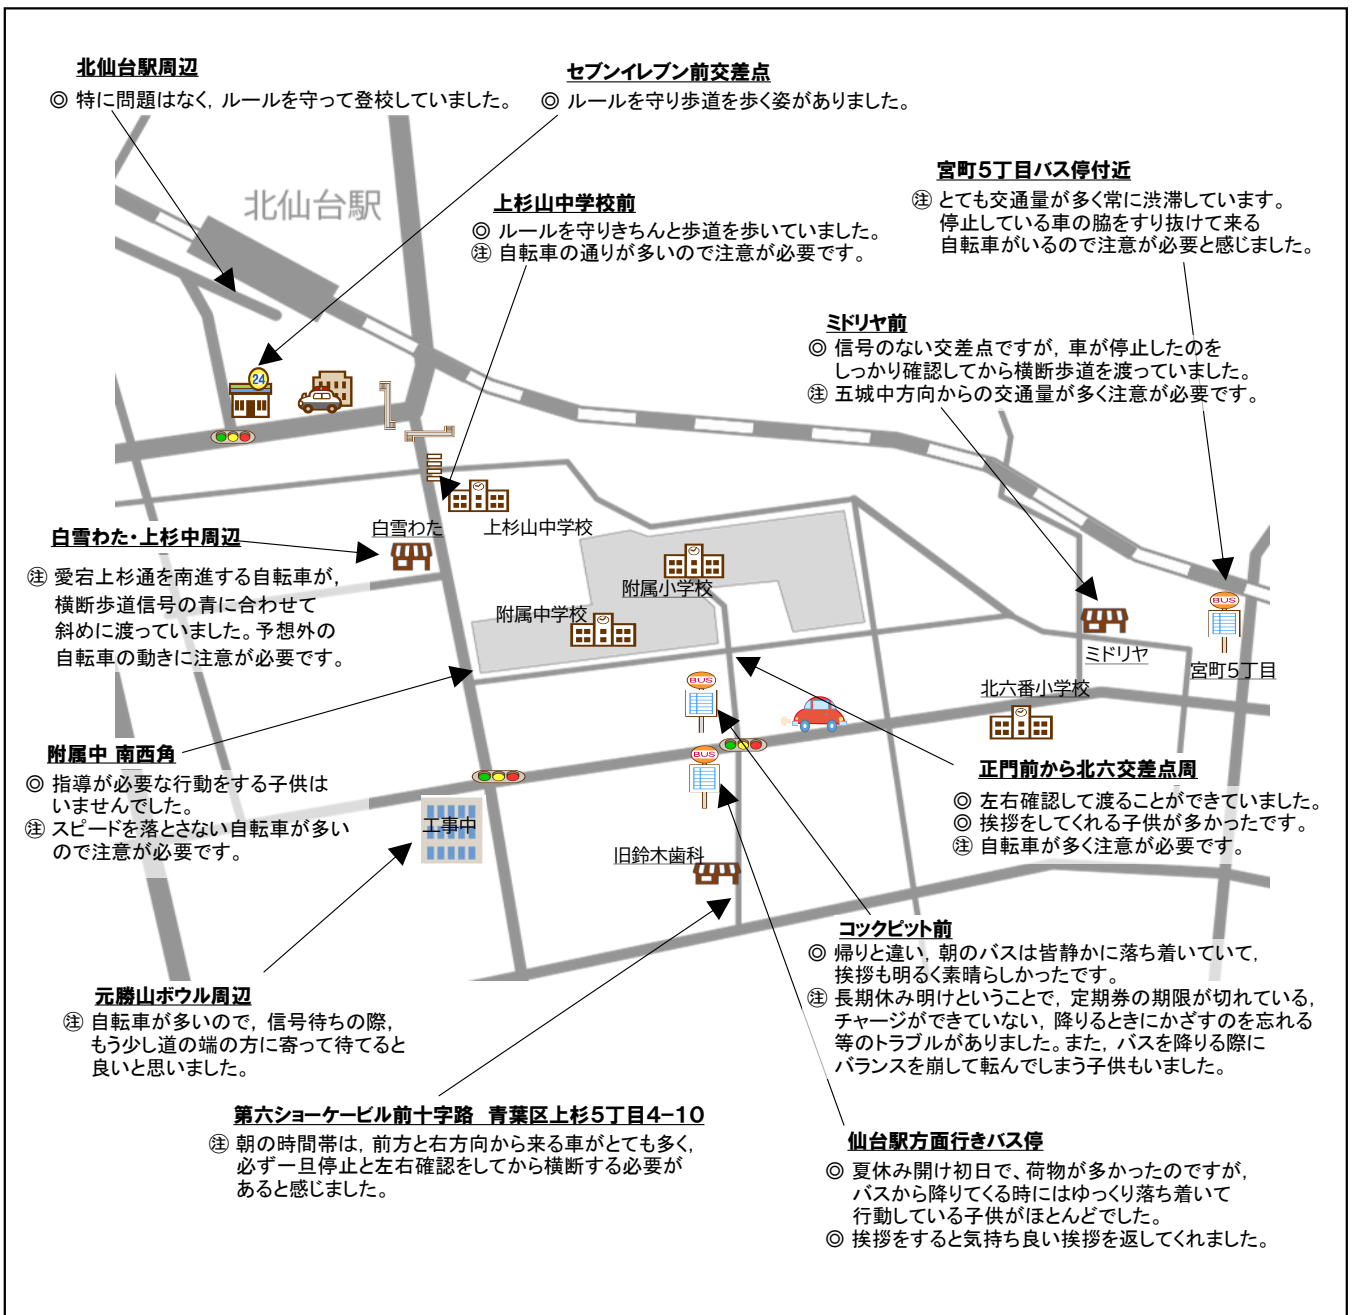 北仙台駅周辺
◎ 特に問題はなく，ルールを守って登校していました。
セブンイレブン前交差点
◎ ルールを守り歩道を歩く姿がありました。
北仙台駅
上杉山中学校前
◎ ルールを守りきちんと歩道を歩いていました。
㊟ 自転車の通りが多いので注意が必要です。
宮町５丁目バス停付近
㊟ とても交通量が多く常に渋滞しています。
停止している車の脇をすり抜けて来る
自転車がいるので注意が必要と感じました。
ミドリヤ前
◎ 信号のない交差点ですが，車が停止したのを
しっかり確認してから横断歩道を渡っていました。
㊟ 五城中方向からの交通量が多く注意が必要です。
24
白雪わた
上杉山中学校
白雪わた・上杉中周辺
㊟ 愛宕上杉通を南進する自転車が，
横断歩道信号の青に合わせて
斜めに渡っていました。予想外の
自転車の動きに注意が必要です。
附属小学校
附属中学校
BUS
ミドリヤ
宮町５丁目
北六番小学校
BUS
BUS
附属中 南西角
◎ 指導が必要な行動をする子供は
いませんでした。
㊟ スピードを落とさない自転車が多い
ので注意が必要です。
工事中
旧鈴木歯科
正門前から北六交差点周
◎ 左右確認して渡ることができていました。
◎ 挨拶をしてくれる子供が多かったです。
㊟ 自転車が多く注意が必要です。
コックピット前
◎ 帰りと違い，朝のバスは皆静かに落ち着いていて，
挨拶も明るく素晴らしかったです。
㊟ 長期休み明けということで，定期券の期限が切れている，
チャージができていない，降りるときにかざすのを忘れる
等のトラブルがありました。また，バスを降りる際に
バランスを崩して転んでしまう子供もいました。
元勝山ボウル周辺
㊟ 自転車が多いので，信号待ちの際，
もう少し道の端の方に寄って待てると
良いと思いました。
第六ショーケービル前十字路　青葉区上杉５丁目４－１０
㊟ 朝の時間帯は，前方と右方向から来る車がとても多く，
必ず一旦停止と左右確認をしてから横断する必要が
あると感じました。
仙台駅方面行きバス停
◎ 夏休み開け初日で、荷物が多かったのですが，
バスから降りてくる時にはゆっくり落ち着いて
行動している子供がほとんどでした。
◎ 挨拶をすると気持ち良い挨拶を返してくれました。